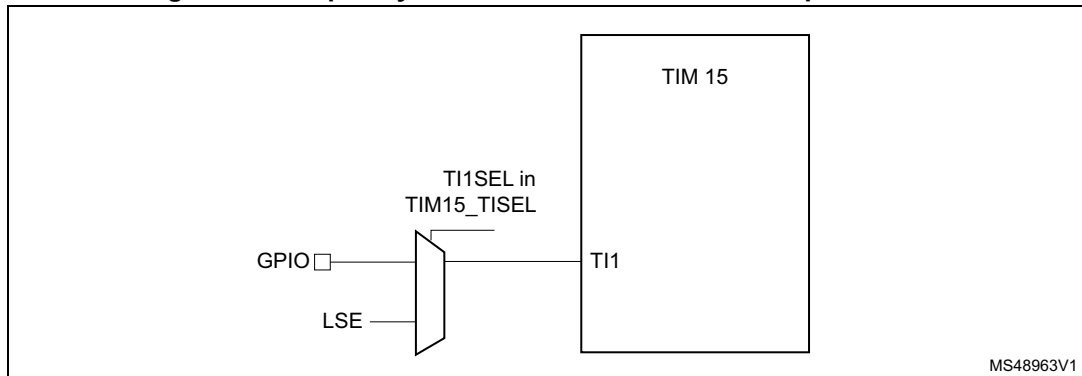 TIM 15
TI1SEL in
TIM15_TISEL
GPIO
TI1
LSE
MS48963V1